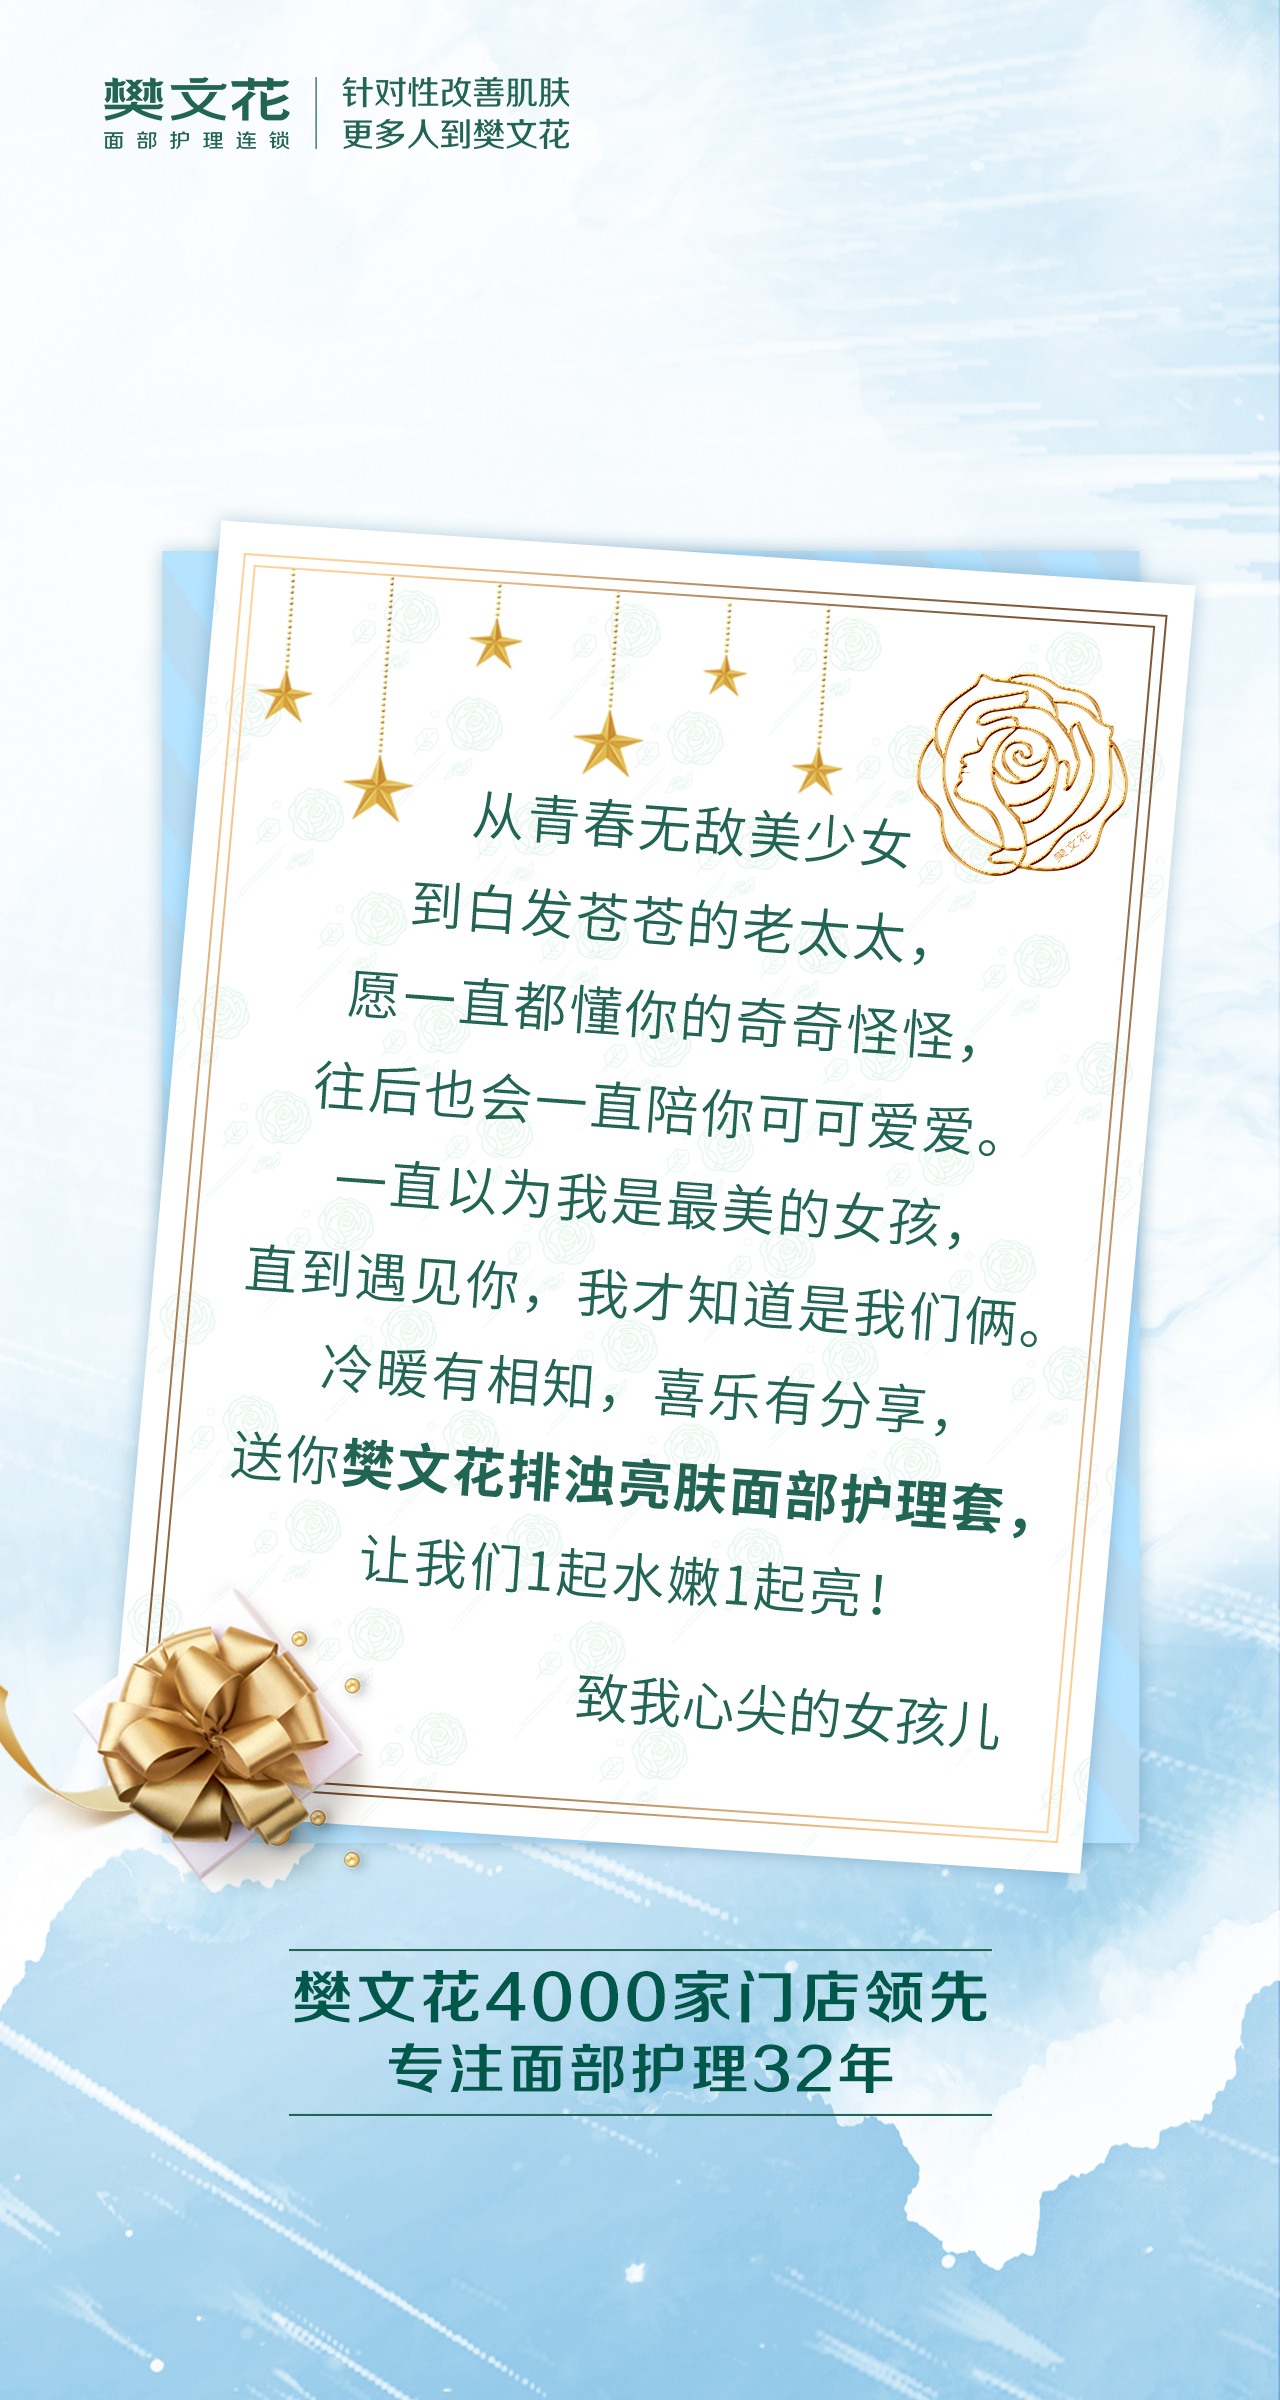 樊文花
面部护理连锁
针对性改善肌肤
更多人到樊文花
樊文花
从青春无敌美少女
到白发苍苍的老太太，
愿一直都懂你的奇奇怪怪，
往后也会一直陪你可可爱爱。
一直以为我是最美的女孩，
直到遇见你，我才知道是我们俩。
冷暖有相知，喜乐有分享，
送你樊文花排浊亮肤面部护理套，
让我们1起水嫩1起亮！
致我心尖的女孩儿
樊文花4000家门店领先
专注面部护理32年